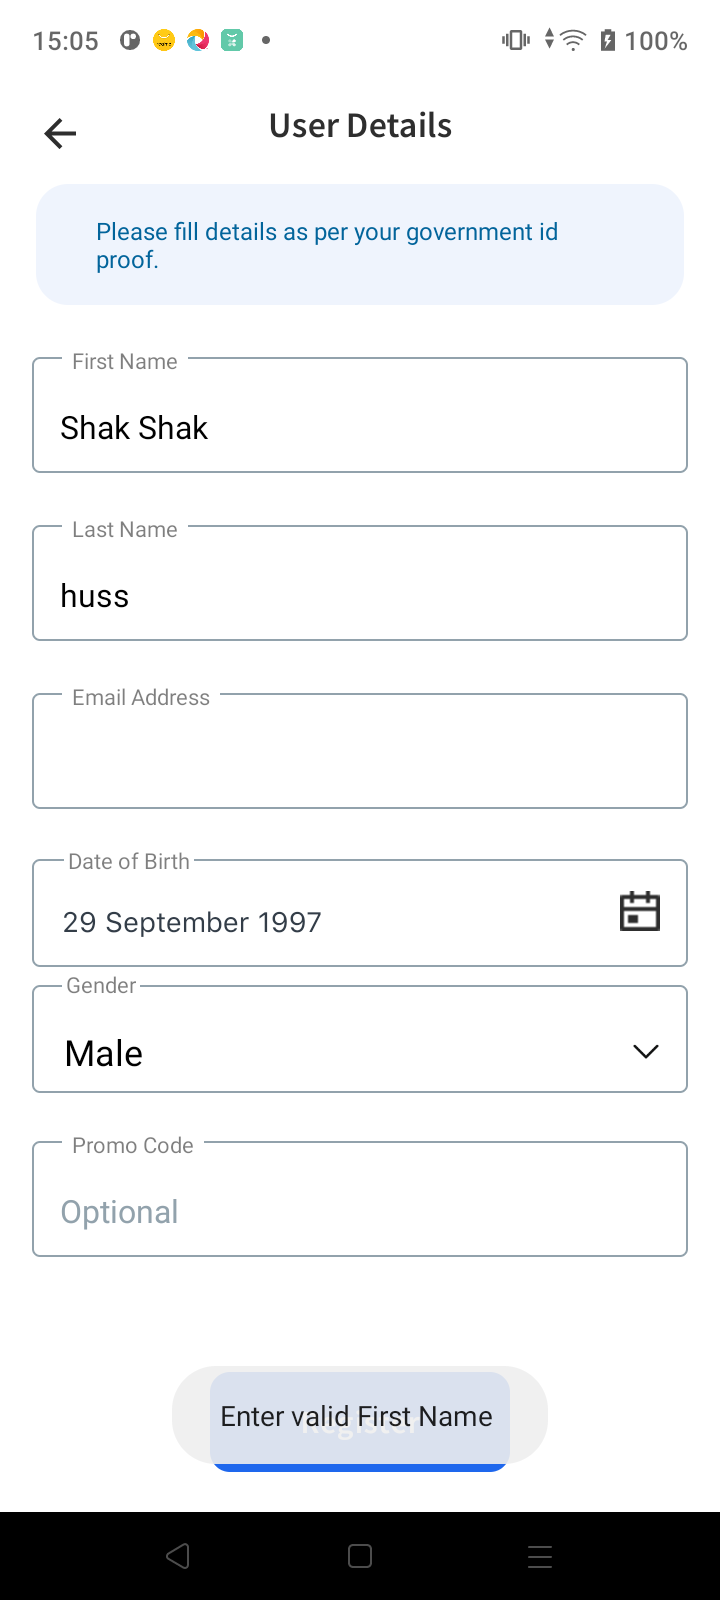 15:05
100%
User Details
Please fill details as per your government id
proof.
First Name
Shak Shak
Last Name
huss
Email Address
Date of Birth
29 September 1997
Gender
Male
Promo Code
Optional
Enter valid First Name
Register